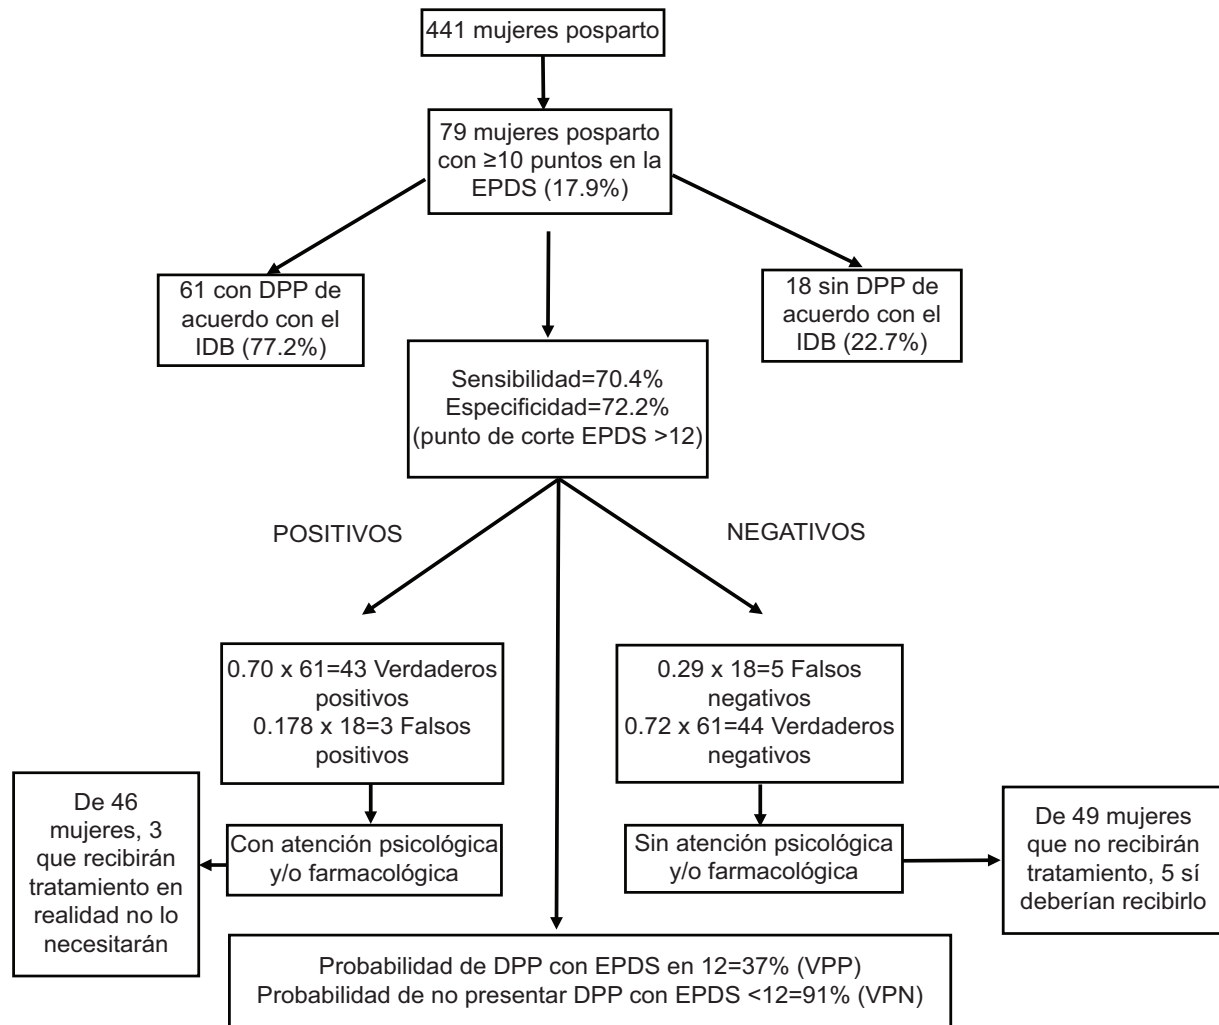 441 mujeres posparto
79 mujeres posparto
con ≥10 puntos en la
EPDS (17.9%)
61 con DPP de
acuerdo con el
IDB (77.2%)
18 sin DPP de
acuerdo con el
IDB (22.7%)
Sensibilidad=70.4%
Especificidad=72.2%
(punto de corte EPDS >12)
POSITIVOS
NEGATIVOS
0.70 x 61=43 Verdaderos
positivos
0.178 x 18=3 Falsos
positivos
0.29 x 18=5 Falsos
negativos
0.72 x 61=44 Verdaderos
negativos
De 46
mujeres, 3
que recibirán
tratamiento en
realidad no lo
necesitarán
Con atención psicológica
y/o farmacológica
Sin atención psicológica
y/o farmacológica
De 49 mujeres
que no recibirán
tratamiento, 5 sí
deberían recibirlo
Probabilidad de DPP con EPDS en 12=37% (VPP)
Probabilidad de no presentar DPP con EPDS <12=91% (VPN)